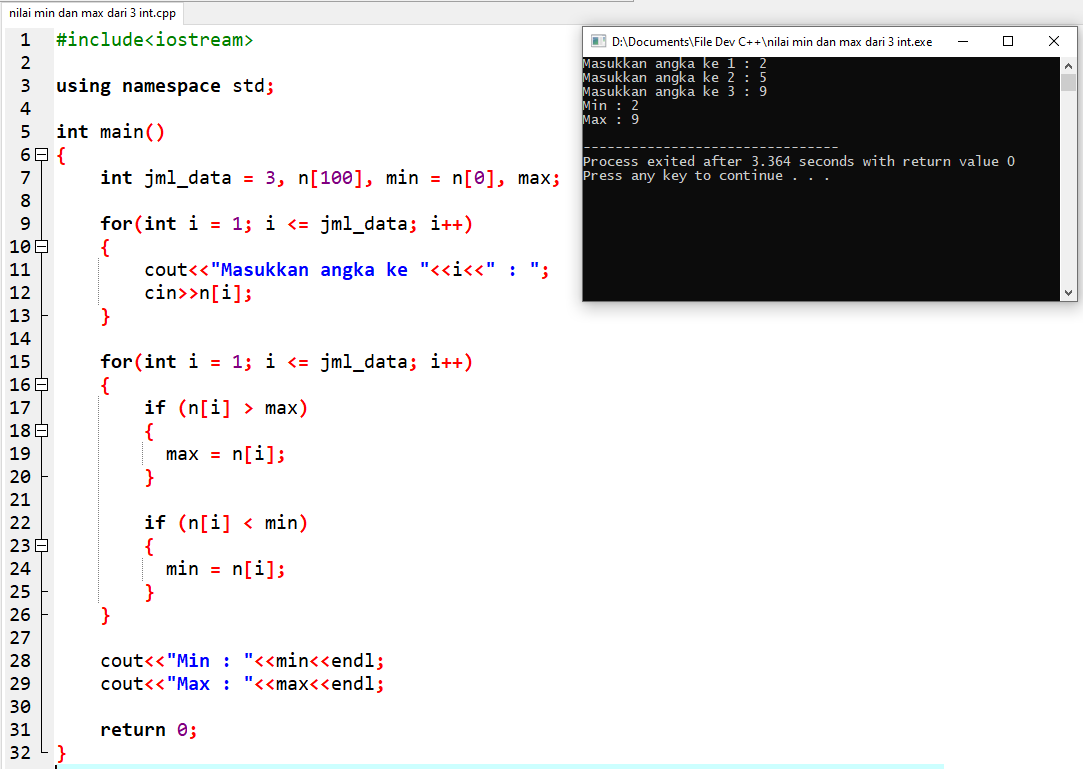 nilai min dan max dari 3 int.cpp
1 #include<iostream>
2
3 using namespace std;
4
5 int main()
6 {
7 int jml_data = 3, n[100], min = n[0], max;
8
9 for(int i = 1; i <= jml_data; i++)
10 {
11 cout<<"Masukkan angka ke "<<i<<" : ";
12 cin>>n[i];
13 }
14
15 for(int i = 1; i <= jml_data; i++)
16 {
17 if (n[i] > max)
18 {
19 max = n[i];
20 }
21
22 if (n[i] < min)
23 {
24 min = n[i];
25 }
26 }
27
28 cout<<"Min : "<<min<<endl;
29 cout<<"Max : "<<max<<endl;
30
31 return 0;
32 }
D:\Documents\File Dev C++\nilai min dan max dari 3 int.exe
Masukkan angka ke 1 : 2
Masukkan angka ke 2 : 5
Masukkan angka ke 3 : 9
Min : 2
Max : 9
--------------------------------
Process exited after 3.364 seconds with return value 0
Press any key to continue . . .